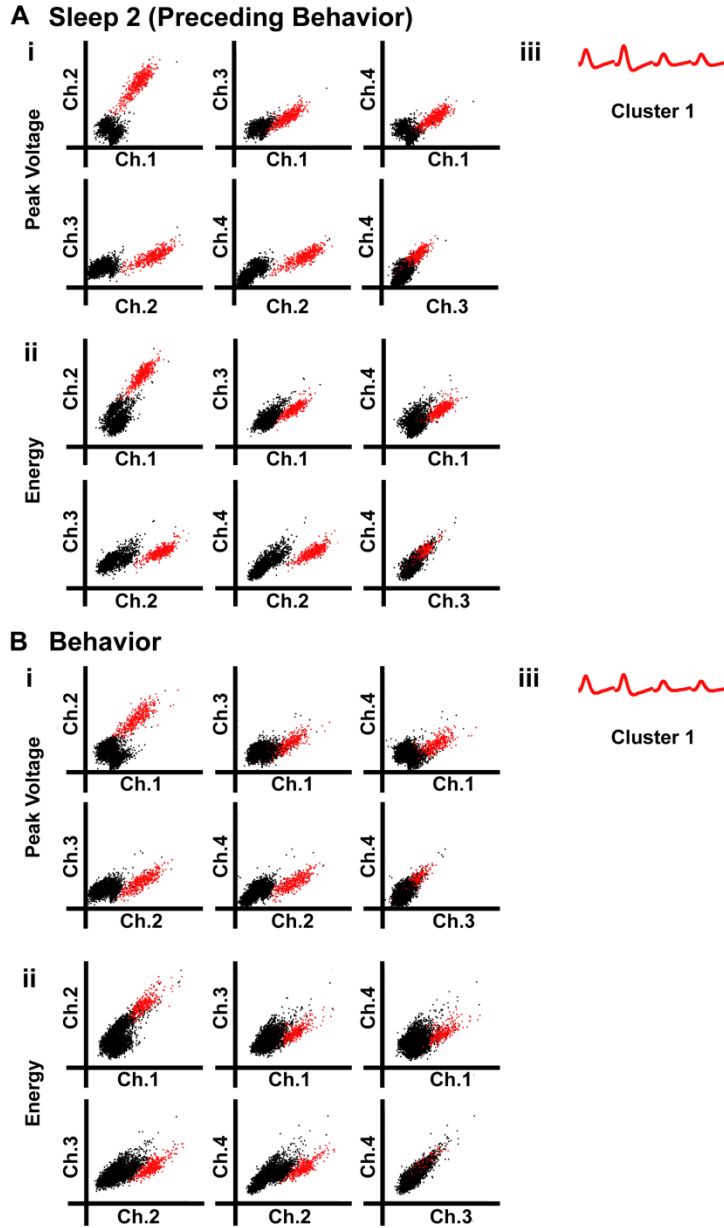 A Sleep 2 (Preceding Behavior)
i
iii
Peak Voltage
Ch.2
Ch.1
Ch.3
Ch.1
Ch.4
Ch.1
Cluster 1
Ch.3
Ch.2
Ch.4
Ch.2
Ch.4
Ch.3
ii
Energy
Ch.2
Ch.1
Ch.3
Ch.1
Ch.4
Ch.1
Ch.3
Ch.2
Ch.4
Ch.2
Ch.4
Ch.3
B Behavior
i
iii
Peak Voltage
Ch.2
Ch.1
Ch.3
Ch.1
Ch.4
Ch.1
Cluster 1
Ch.3
Ch.2
Ch.4
Ch.2
Ch.4
Ch.3
ii
Energy
Ch.2
Ch.1
Ch.3
Ch.1
Ch.4
Ch.1
Ch.3
Ch.2
Ch.4
Ch.2
Ch.4
Ch.3